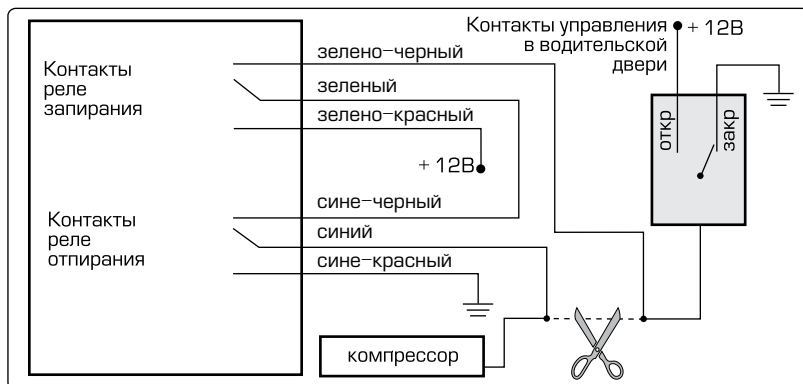 Контакты управления
в водительской
двери
+ 12В
откр
закр
Контакты
реле
запирания
зелено-черный
зеленый
зелено-красный
+ 12В
Контакты
реле
отпирания
сине-черный
синий
сине-красный
компрессор